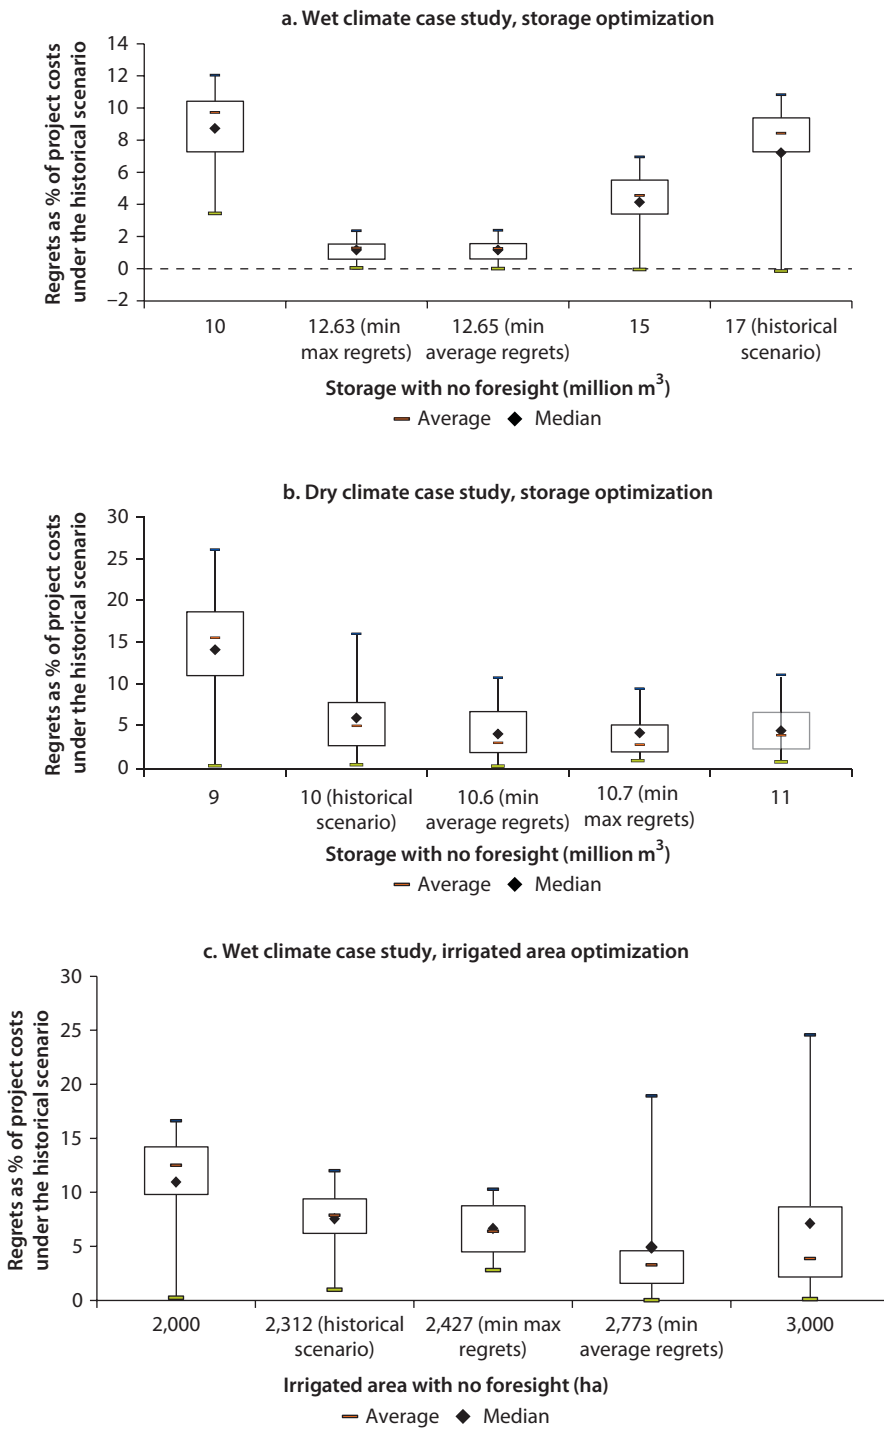 a. Wet climate case study, storage optimization
Regrets as % of project costs
under the historical scenario
14
12
10
8
6
4
2
0
–2
10
12.63 (min
max regrets)
12.65 (min
average regrets)
15
17 (historical
scenario)
Storage with no foresight (million m³)
Average
Median
b. Dry climate case study, storage optimization
Regrets as % of project costs
under the historical scenario
30
25
20
15
10
5
0
9
10 (historical
scenario)
10.6 (min
average regrets)
10.7 (min
max regrets)
11
Storage with no foresight (million m³)
Average
Median
c. Wet climate case study, irrigated area optimization
Regrets as % of project costs
under the historical scenario
30
25
20
15
10
5
0
2,000
2,312 (historical
scenario)
2,427 (min max
regrets)
2,773 (min
average regrets)
3,000
Irrigated area with no foresight (ha)
Average
Median